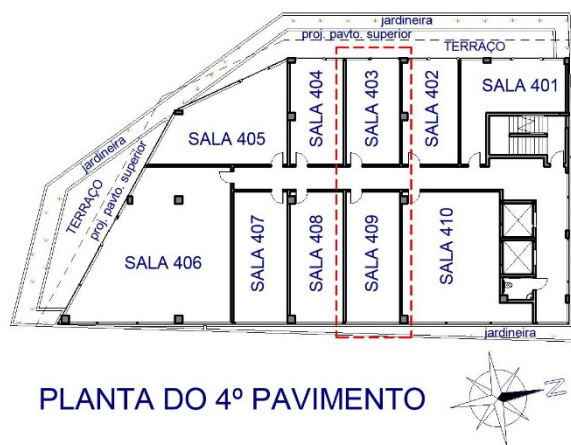 jardineira
proj. pavto. superior
TERRAÇO
SALA 404
SALA 403
SALA 402
SALA 401
SALA 405
jardineira
TERRAÇO
proj. pavto. superior
SALA 406
SALA 407
SALA 408
SALA 409
SALA 410
jardineira
PLANTA DO 4º PAVIMENTO
N